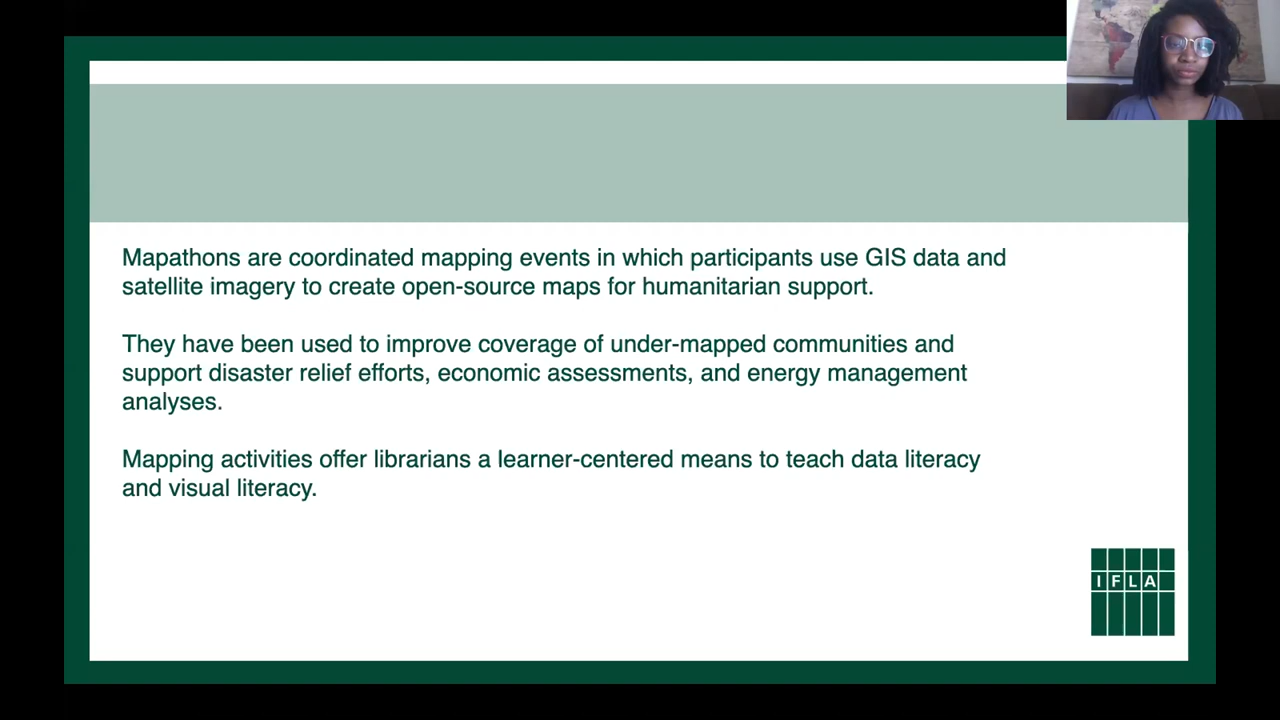 Mapathons are coordinated mapping events in which participants use GIS data and
satellite imagery to create open-source maps for humanitarian support.
They have been used to improve coverage of under-mapped communities and
support disaster relief efforts, economic assessments, and energy management
analyses.
Mapping activities offer librarians a learner-centered means to teach data literacy
and visual literacy.
IFLA